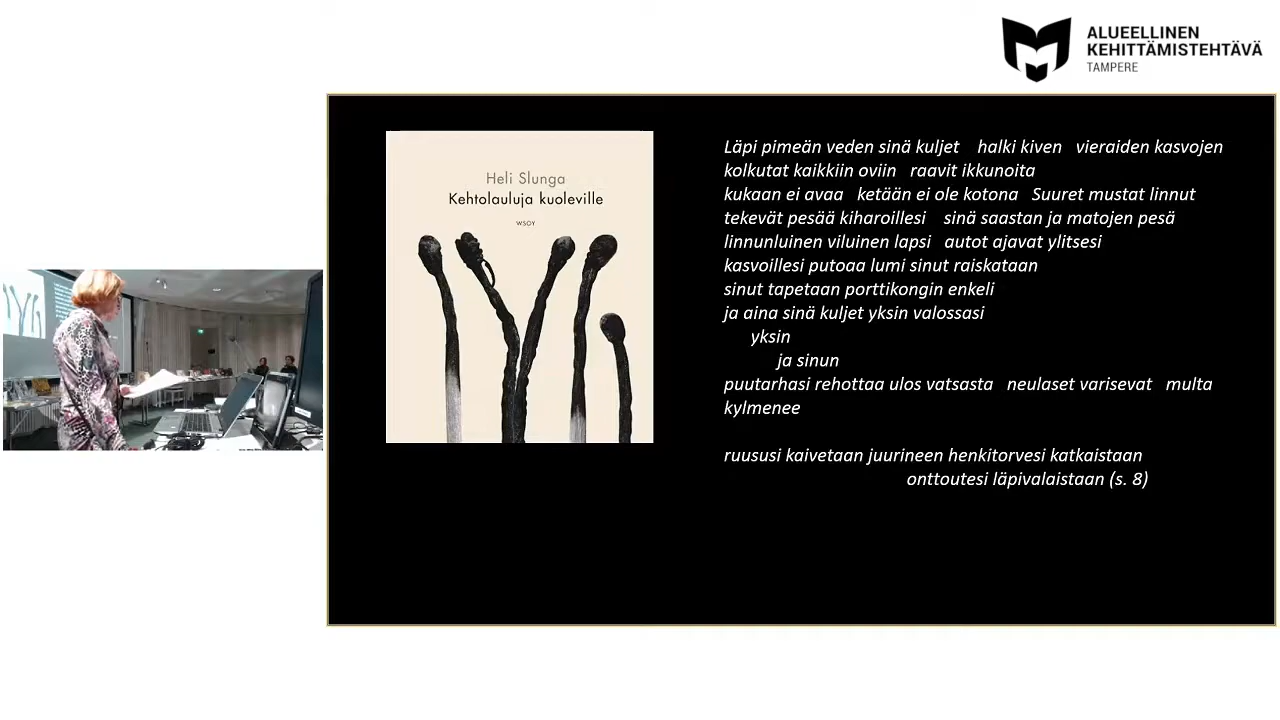 ALUEELLINEN
KEHITTÄMISTEHTÄVÄ
TAMPERE
Heli Slunga
Kehtolauluja kuoleville
WSOY
Läpi pimeän veden sinä kuljet halki kiven vieraiden kasvojen
kolkutat kaikkiin oviin raavit ikkunoita
kukaan ei avaa ketään ei ole kotona Suuret mustat linnut
tekevät pesää kiharoillesi sinä saastan ja matojen pesä
linnunluinen viluinen lapsi autot ajavat ylitsesi
kasvoillesi putoaa lumi sinut raiskataan
sinut tapetaan porttikongin enkeli
ja aina sinä kuljet yksin valossasi
yksin
ja sinun
puutarhasi rehottaa ulos vatsasta neulaset varisevat multa
kylmenee
ruususi kaivetaan juurineen henkitorvesi katkaistaan
onttoutesi läpivalaistaan (s. 8)